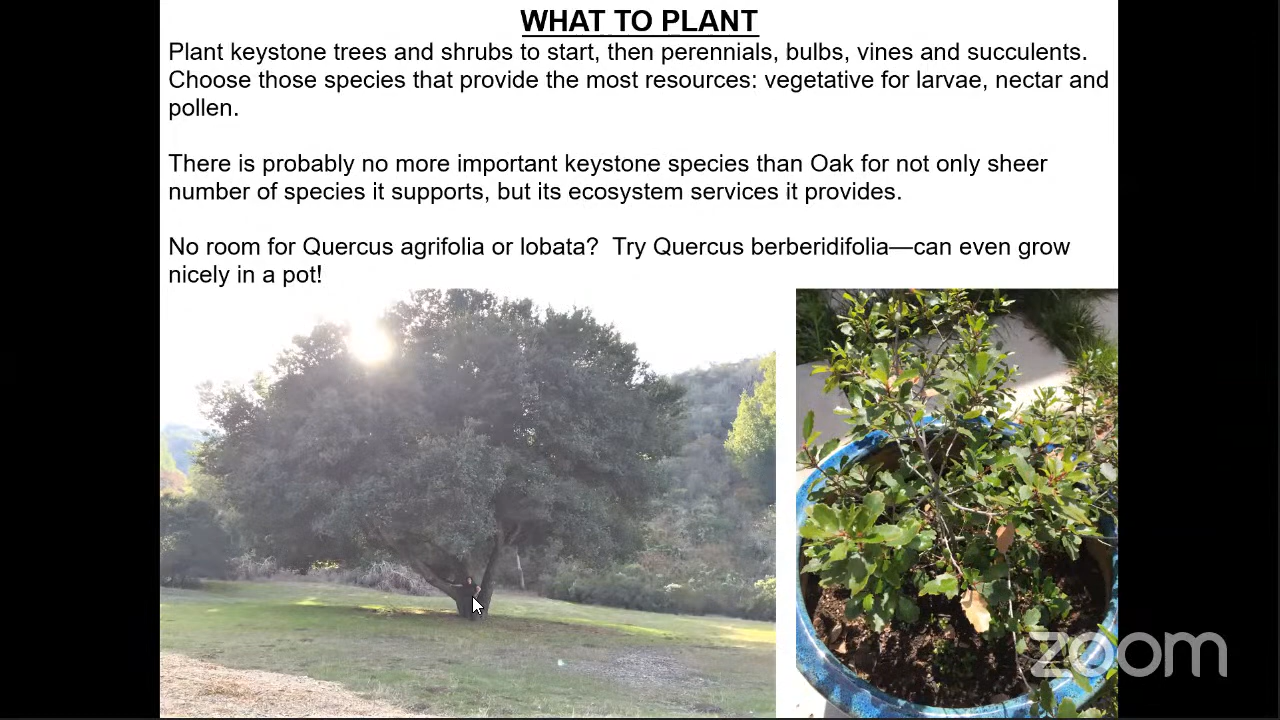 WHAT TO PLANT
Plant keystone trees and shrubs to start, then perennials, bulbs, vines and succulents.
Choose those species that provide the most resources: vegetative for larvae, nectar and
pollen.
There is probably no more important keystone species than Oak for not only sheer
number of species it supports, but its ecosystem services it provides.
No room for Quercus agrifolia or lobata?  Try Quercus berberidifolia—can even grow
nicely in a pot!
zoom